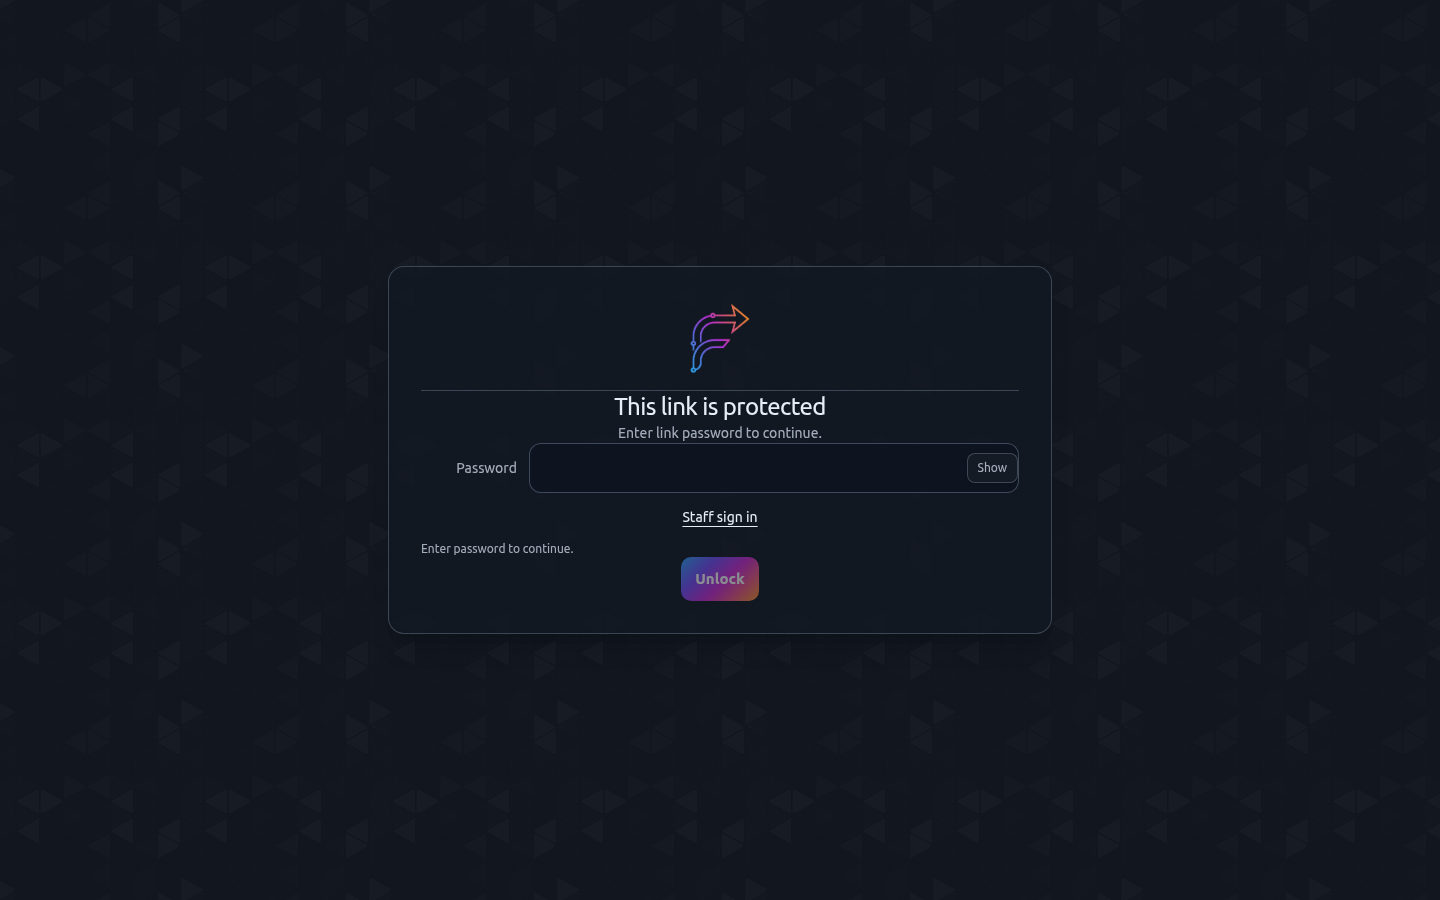 This link is protected
Enter link password to continue.
Password
Show
Staff sign in
Enter password to continue.
Unlock